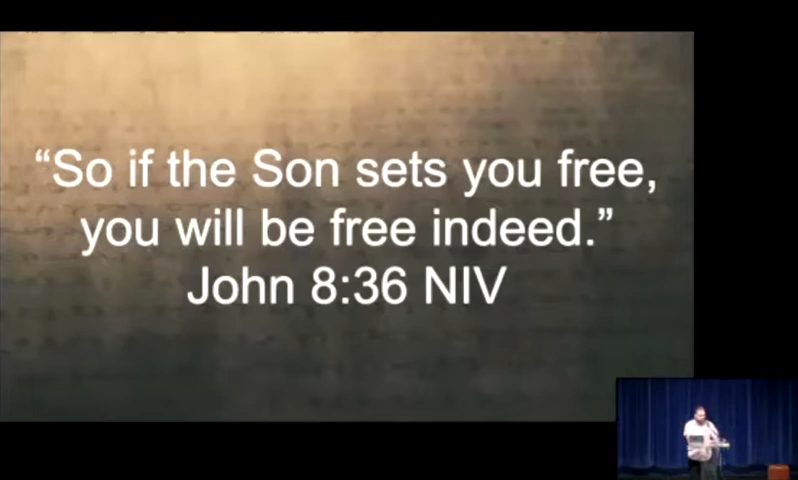 “So if the Son sets you free,
you will be free indeed.”
John 8:36 NIV